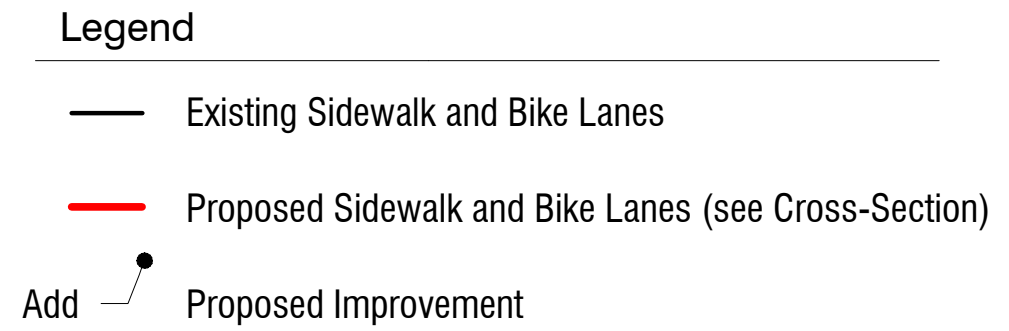 Legend
Existing Sidewalk and Bike Lanes
Proposed Sidewalk and Bike Lanes (see Cross-Section)
Add Proposed Improvement